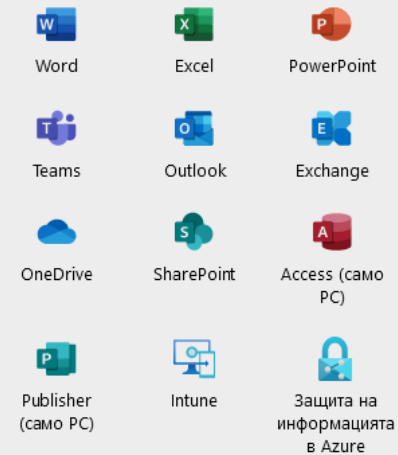 Word
Excel
PowerPoint
Teams
Outlook
Exchange
OneDrive
SharePoint
Access (само
PC)
Publisher
(само PC)
Intune
Защита на
информацията
в Azure